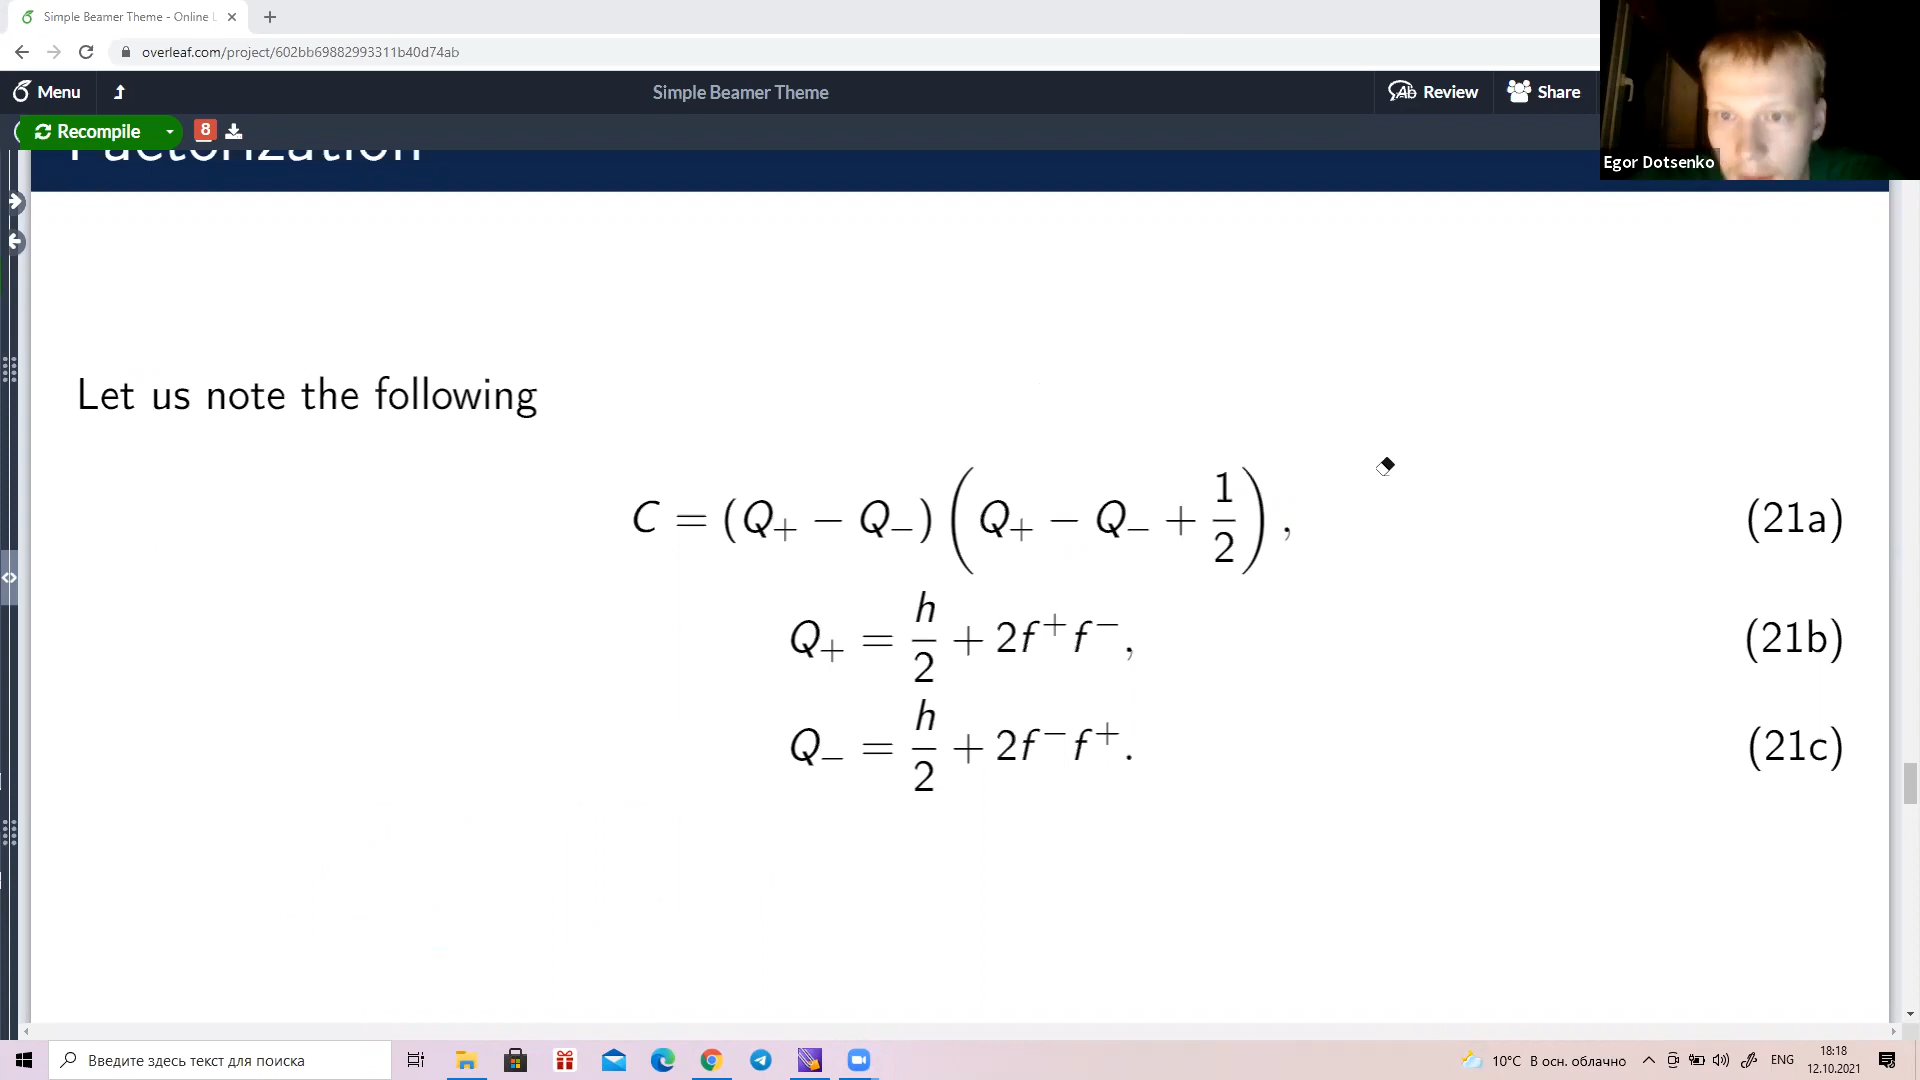 Simple Beamer Theme - Online L
overleaf.com/project/602bb69882993311b40d74ab
Menu
Simple Beamer Theme
Review
Share
Recompile
8
Egor Dotsenko
Factorization
Let us note the following
C = (Q₊ − Q₋) (Q₊ − Q₋ + 1/2), (21a)
Q₊ = h/2 + 2f⁺f⁻, (21b)
Q₋ = h/2 + 2f⁻f⁺. (21c)
Введите здесь текст для поиска
10°C В осн. облачно
ENG
18:18
12.10.2021